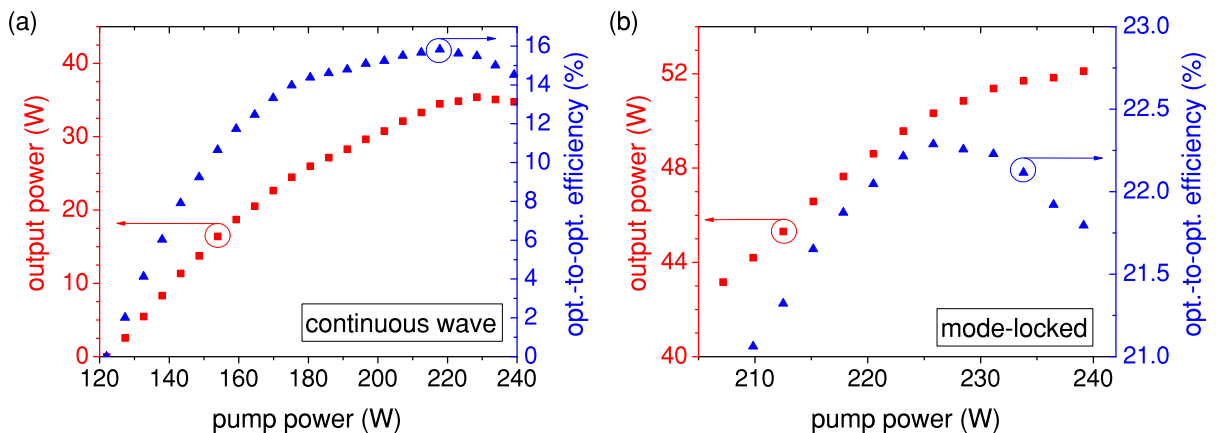 (a)
output power (W)
40
30
20
10
0
16
14
12
10
8
6
4
2
0
opt.-to-opt. efficiency (%)
continuous wave
120 140 160 180 200 220 240
pump power (W)
(b)
output power (W)
52
48
44
40
23.0
22.5
22.0
21.5
21.0
opt.-to-opt. efficiency (%)
mode-locked
210 220 230 240
pump power (W)